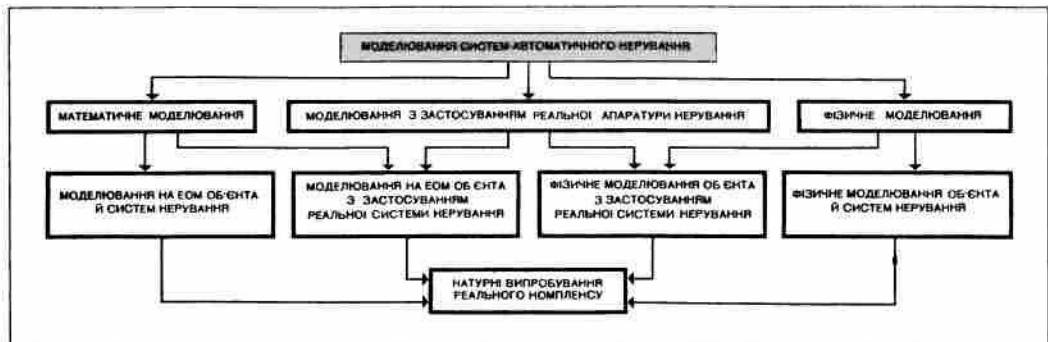 МОДЕЛЮВАННЯ СИСТЕМ АВТОМАТИЧНОГО КЕРУВАННЯ
МАТЕМАТИЧНЕ МОДЕЛЮВАННЯ
МОДЕЛЮВАННЯ З ЗАСТОСУВАННЯМ РЕАЛЬНОЇ АПАРАТУРИ КЕРУВАННЯ
ФІЗИЧНЕ МОДЕЛЮВАННЯ
МОДЕЛЮВАННЯ НА ЕОМ ОБ'ЄКТА
Й СИСТЕМ КЕРУВАННЯ
МОДЕЛЮВАННЯ НА ЕОМ ОБ'ЄКТА
З ЗАСТОСУВАННЯМ
РЕАЛЬНОЇ СИСТЕМИ КЕРУВАННЯ
ФІЗИЧНЕ МОДЕЛЮВАННЯ ОБ'ЄКТА
З ЗАСТОСУВАННЯМ
РЕАЛЬНОЇ СИСТЕМИ КЕРУВАННЯ
ФІЗИЧНЕ МОДЕЛЮВАННЯ ОБ'ЄКТА
Й СИСТЕМ КЕРУВАННЯ
НАТУРНІ ВИПРОБУВАННЯ
РЕАЛЬНОГО КОМПЛЕКСУ